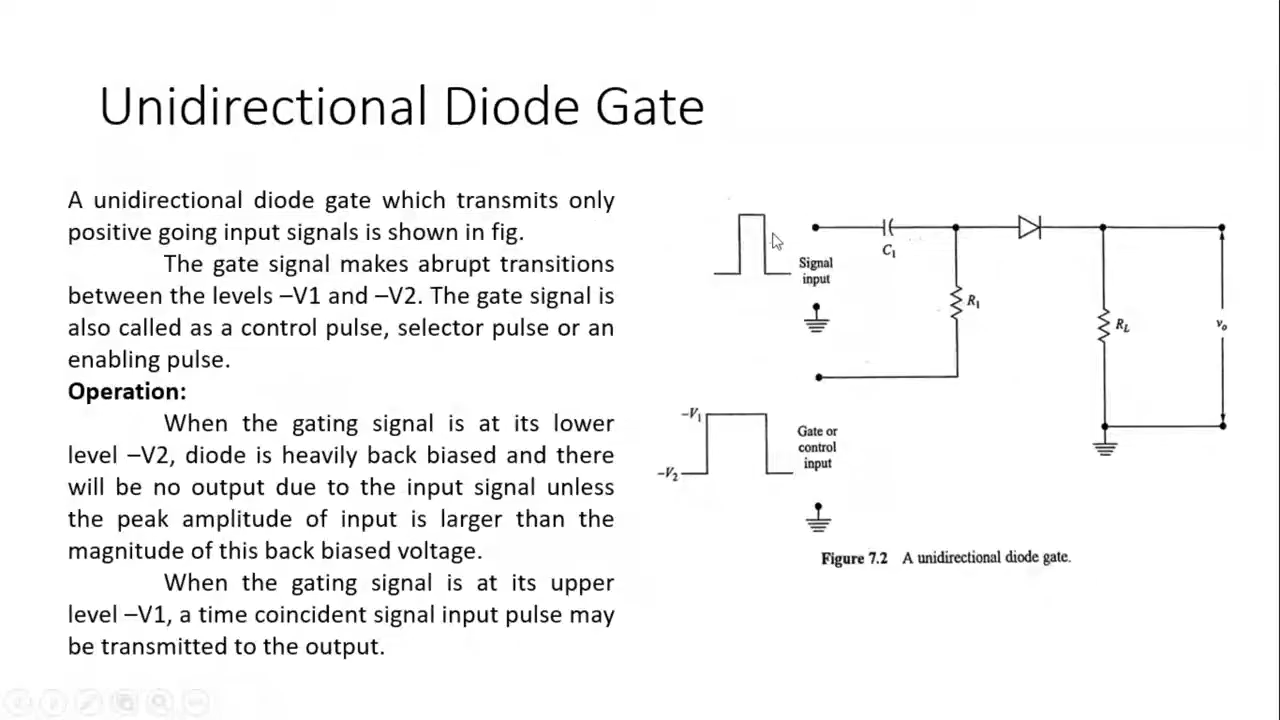 Unidirectional Diode Gate
A unidirectional diode gate which transmits only
positive going input signals is shown in fig.
The gate signal makes abrupt transitions
between the levels –V1 and –V2. The gate signal is
also called as a control pulse, selector pulse or an
enabling pulse.
Operation:
When the gating signal is at its lower
level –V2, diode is heavily back biased and there
will be no output due to the input signal unless
the peak amplitude of input is larger than the
magnitude of this back biased voltage.
When the gating signal is at its upper
level –V1, a time coincident signal input pulse may
be transmitted to the output.
C₁
Signal
input
R₁
R_L
v₀
–V₁
–V₂
Gate or
control
input
Figure 7.2 A unidirectional diode gate.